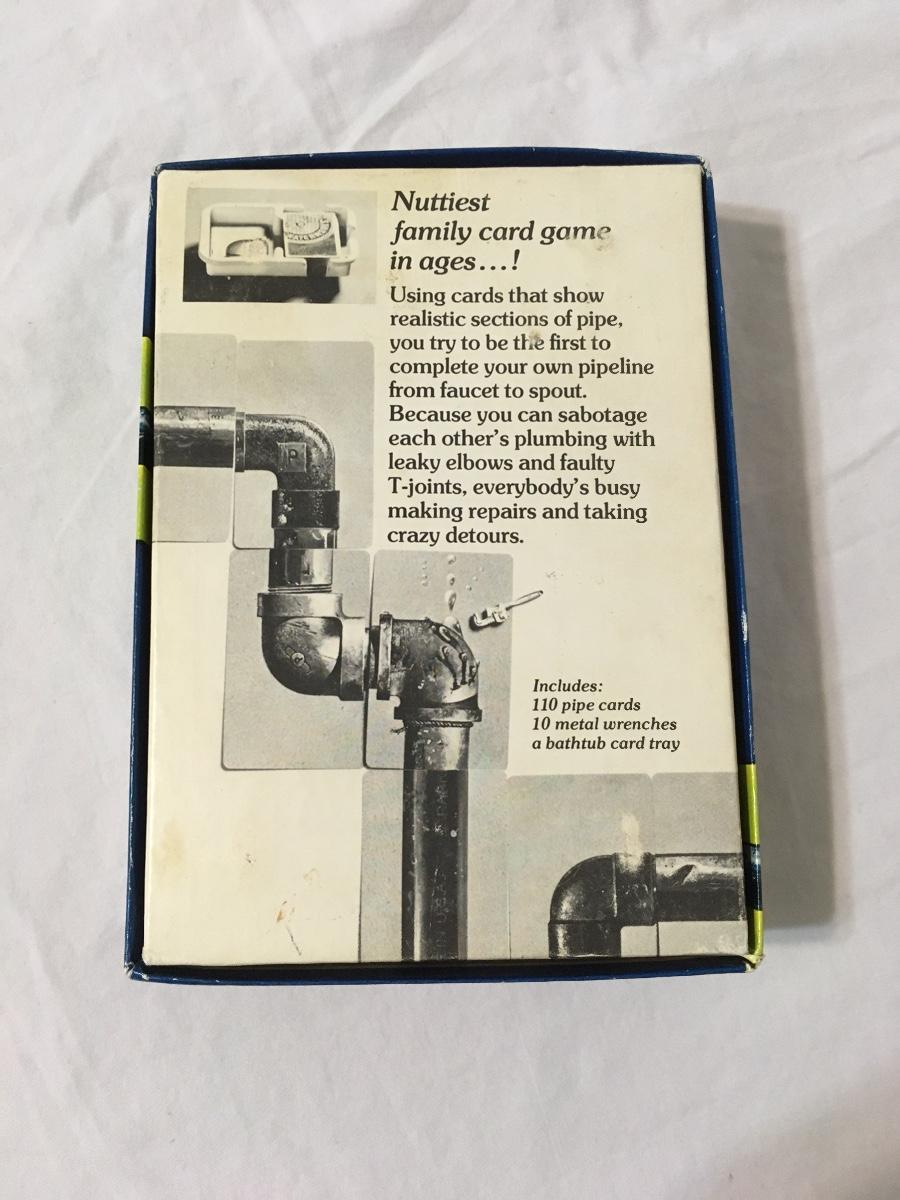 Nuttiest
family card game
in ages...!
Using cards that show
realistic sections of pipe,
you try to be the first to
complete your own pipeline
from faucet to spout.
Because you can sabotage
each other's plumbing with
leaky elbows and faulty
T-joints, everybody's busy
making repairs and taking
crazy detours.
P
Includes:
110 pipe cards
10 metal wrenches
a bathtub card tray